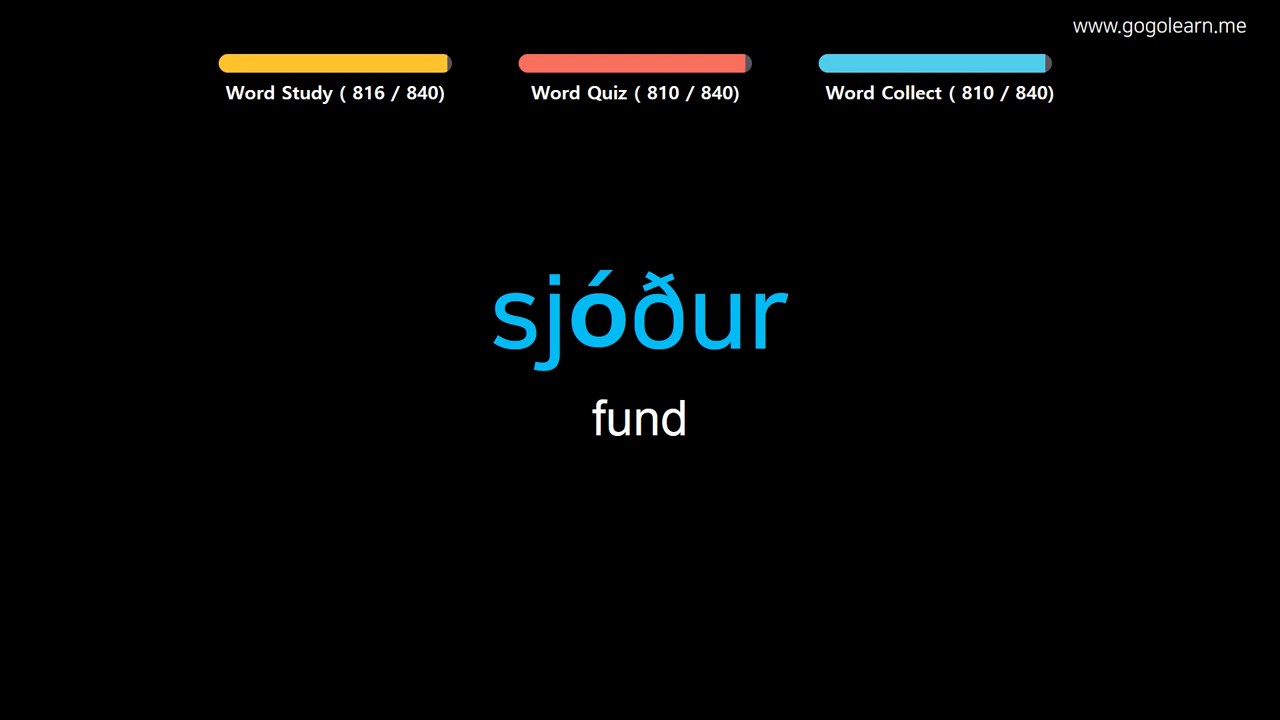 www.gogolearn.me
Word Study ( 816 / 840)
Word Quiz ( 810 / 840)
Word Collect ( 810 / 840)
sjóður
fund